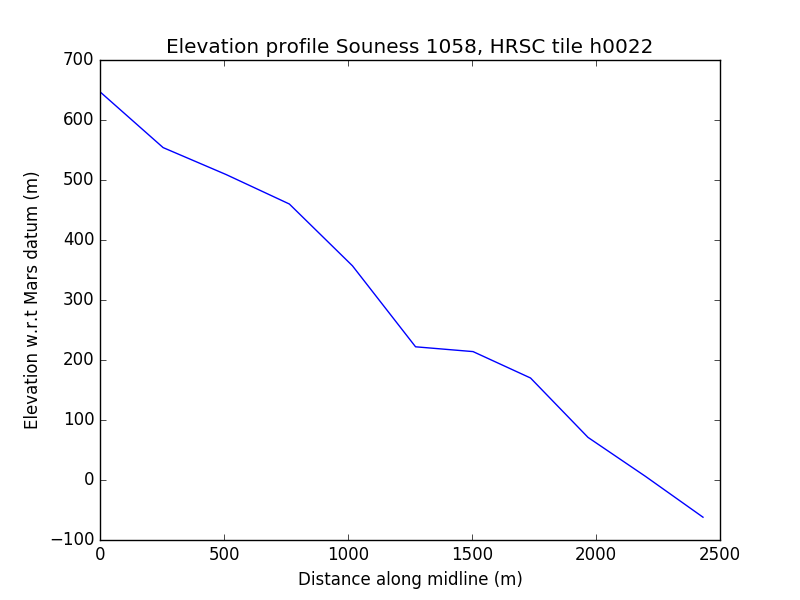 Elevation profile Souness 1058, HRSC tile h0022
700
600
500
400
300
200
100
0
−100
Elevation w.r.t Mars datum (m)
0 500 1000 1500 2000 2500
Distance along midline (m)